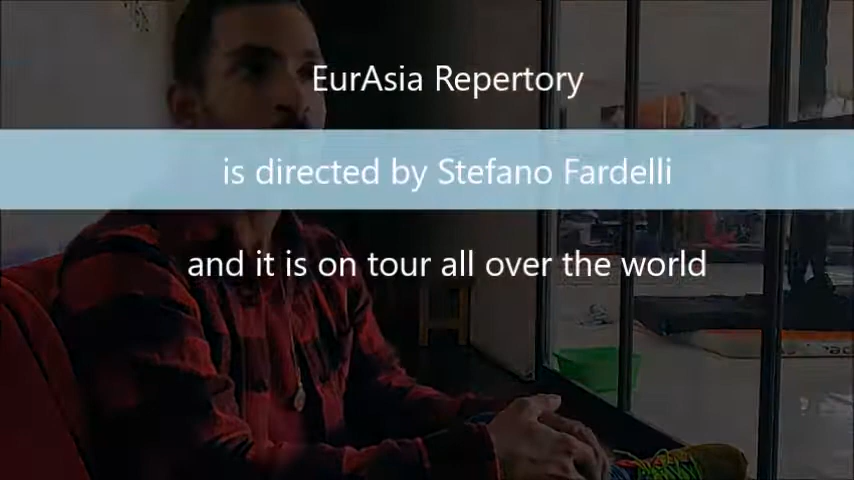 EurAsia Repertory
is directed by Stefano Fardelli
and it is on tour all over the world